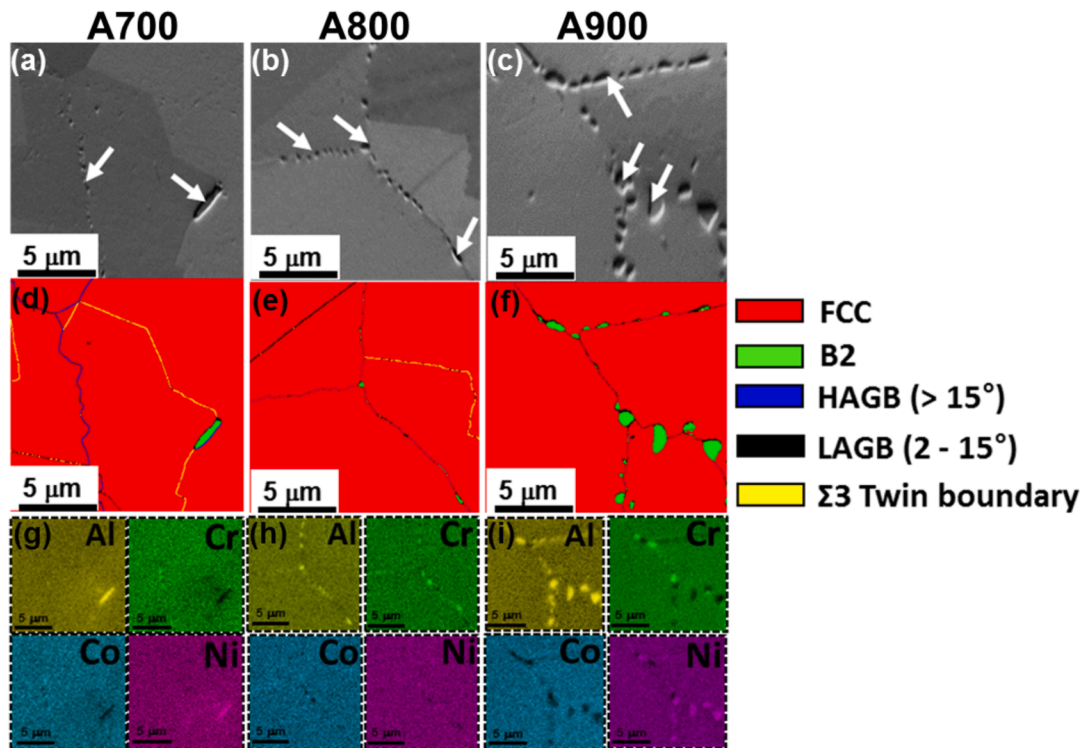 A700 A800 A900
(a) (b) (c)
5 μm 5 μm 5 μm
(d) (e) (f)
FCC
B2
HAGB (> 15°)
LAGB (2 - 15°)
Σ3 Twin boundary
5 μm 5 μm 5 μm
(g) Al Cr (h) Al Cr (i) Al Cr
5 μm 5 μm 5 μm 5 μm 5 μm 5 μm
Co Ni Co Ni Co Ni
5 μm 5 μm 5 μm 5 μm 5 μm 5 μm